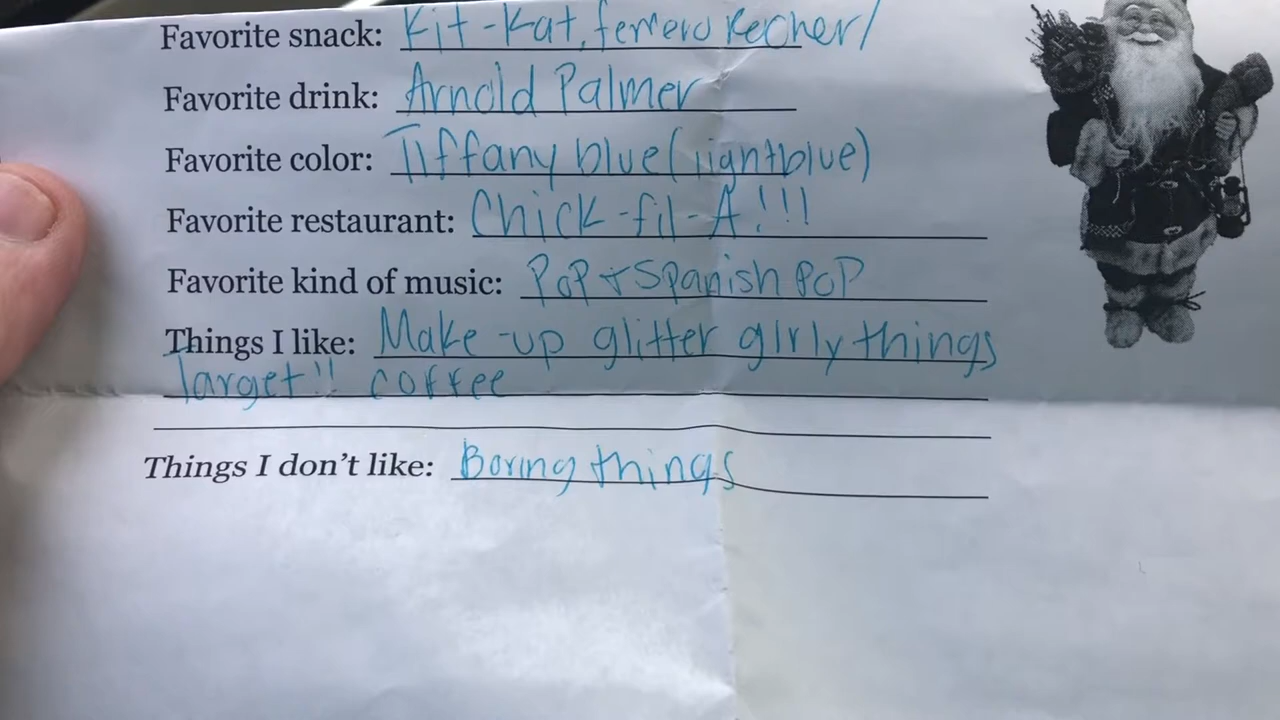 Favorite snack: Kit-Kat, ferrero Recher/
Favorite drink: Arnold Palmer
Favorite color: Tiffany blue (lightblue)
Favorite restaurant: Chick-fil-A!!!
Favorite kind of music: Pop + Spanish Pop
Things I like: Make-up glitter girly things
Target!! coffee
Things I don't like: Boring things